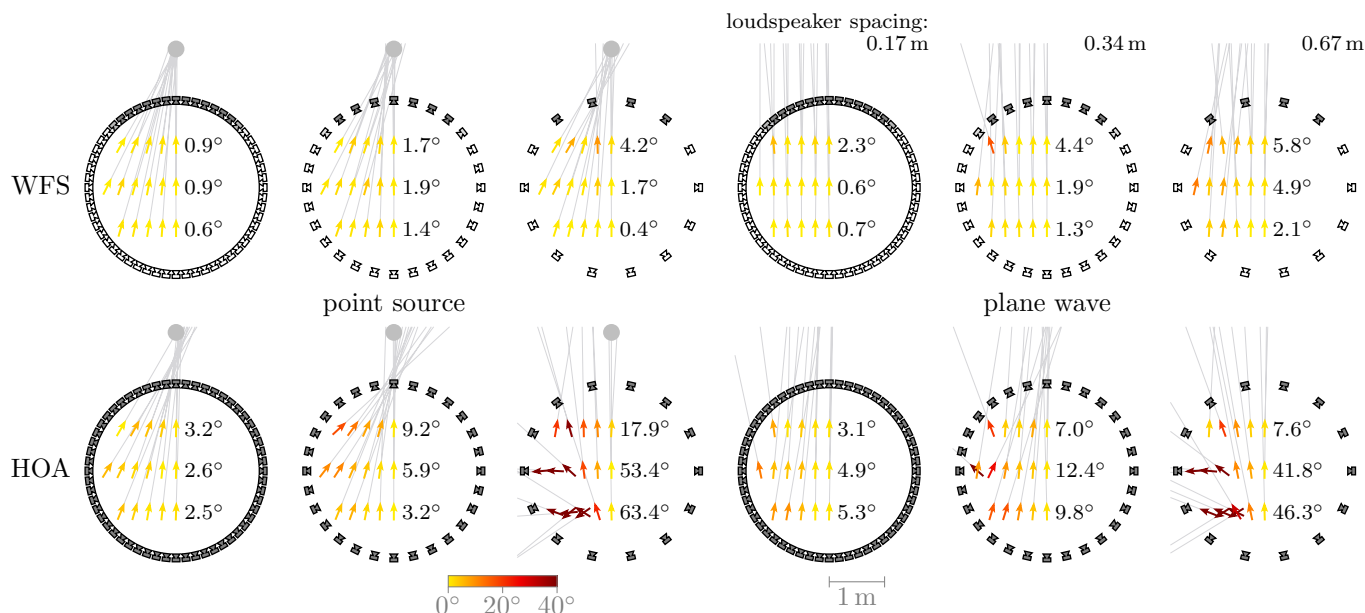 loudspeaker spacing:
0.17 m 0.34 m 0.67 m
0.9° 1.7° 4.2° 2.3° 4.4° 5.8°
WFS 0.9° 1.9° 1.7° 0.6° 1.9° 4.9°
0.6° 1.4° 0.4° 0.7° 1.3° 2.1°
point source plane wave
3.2° 9.2° 17.9° 3.1° 7.0° 7.6°
HOA 2.6° 5.9° 53.4° 4.9° 12.4° 41.8°
2.5° 3.2° 63.4° 5.3° 9.8° 46.3°
0° 20° 40° 1 m